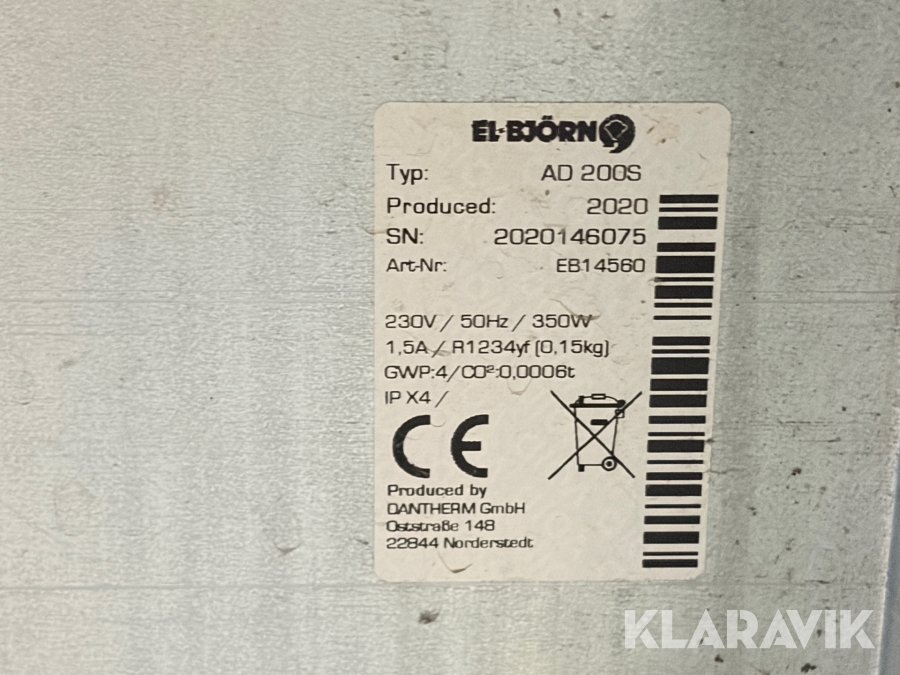 EL-BJÖRN
Typ: AD 200S
Produced: 2020
SN: 2020146075
Art-Nr: EB14560
230V / 50Hz / 350W
1,5A / R1234yf (0,15kg)
GWP:4/CO²:0,0006t
IP X4 /
CE
Produced by
DANTHERM GmbH
Oststraße 148
22844 Norderstedt
KLARAVIK